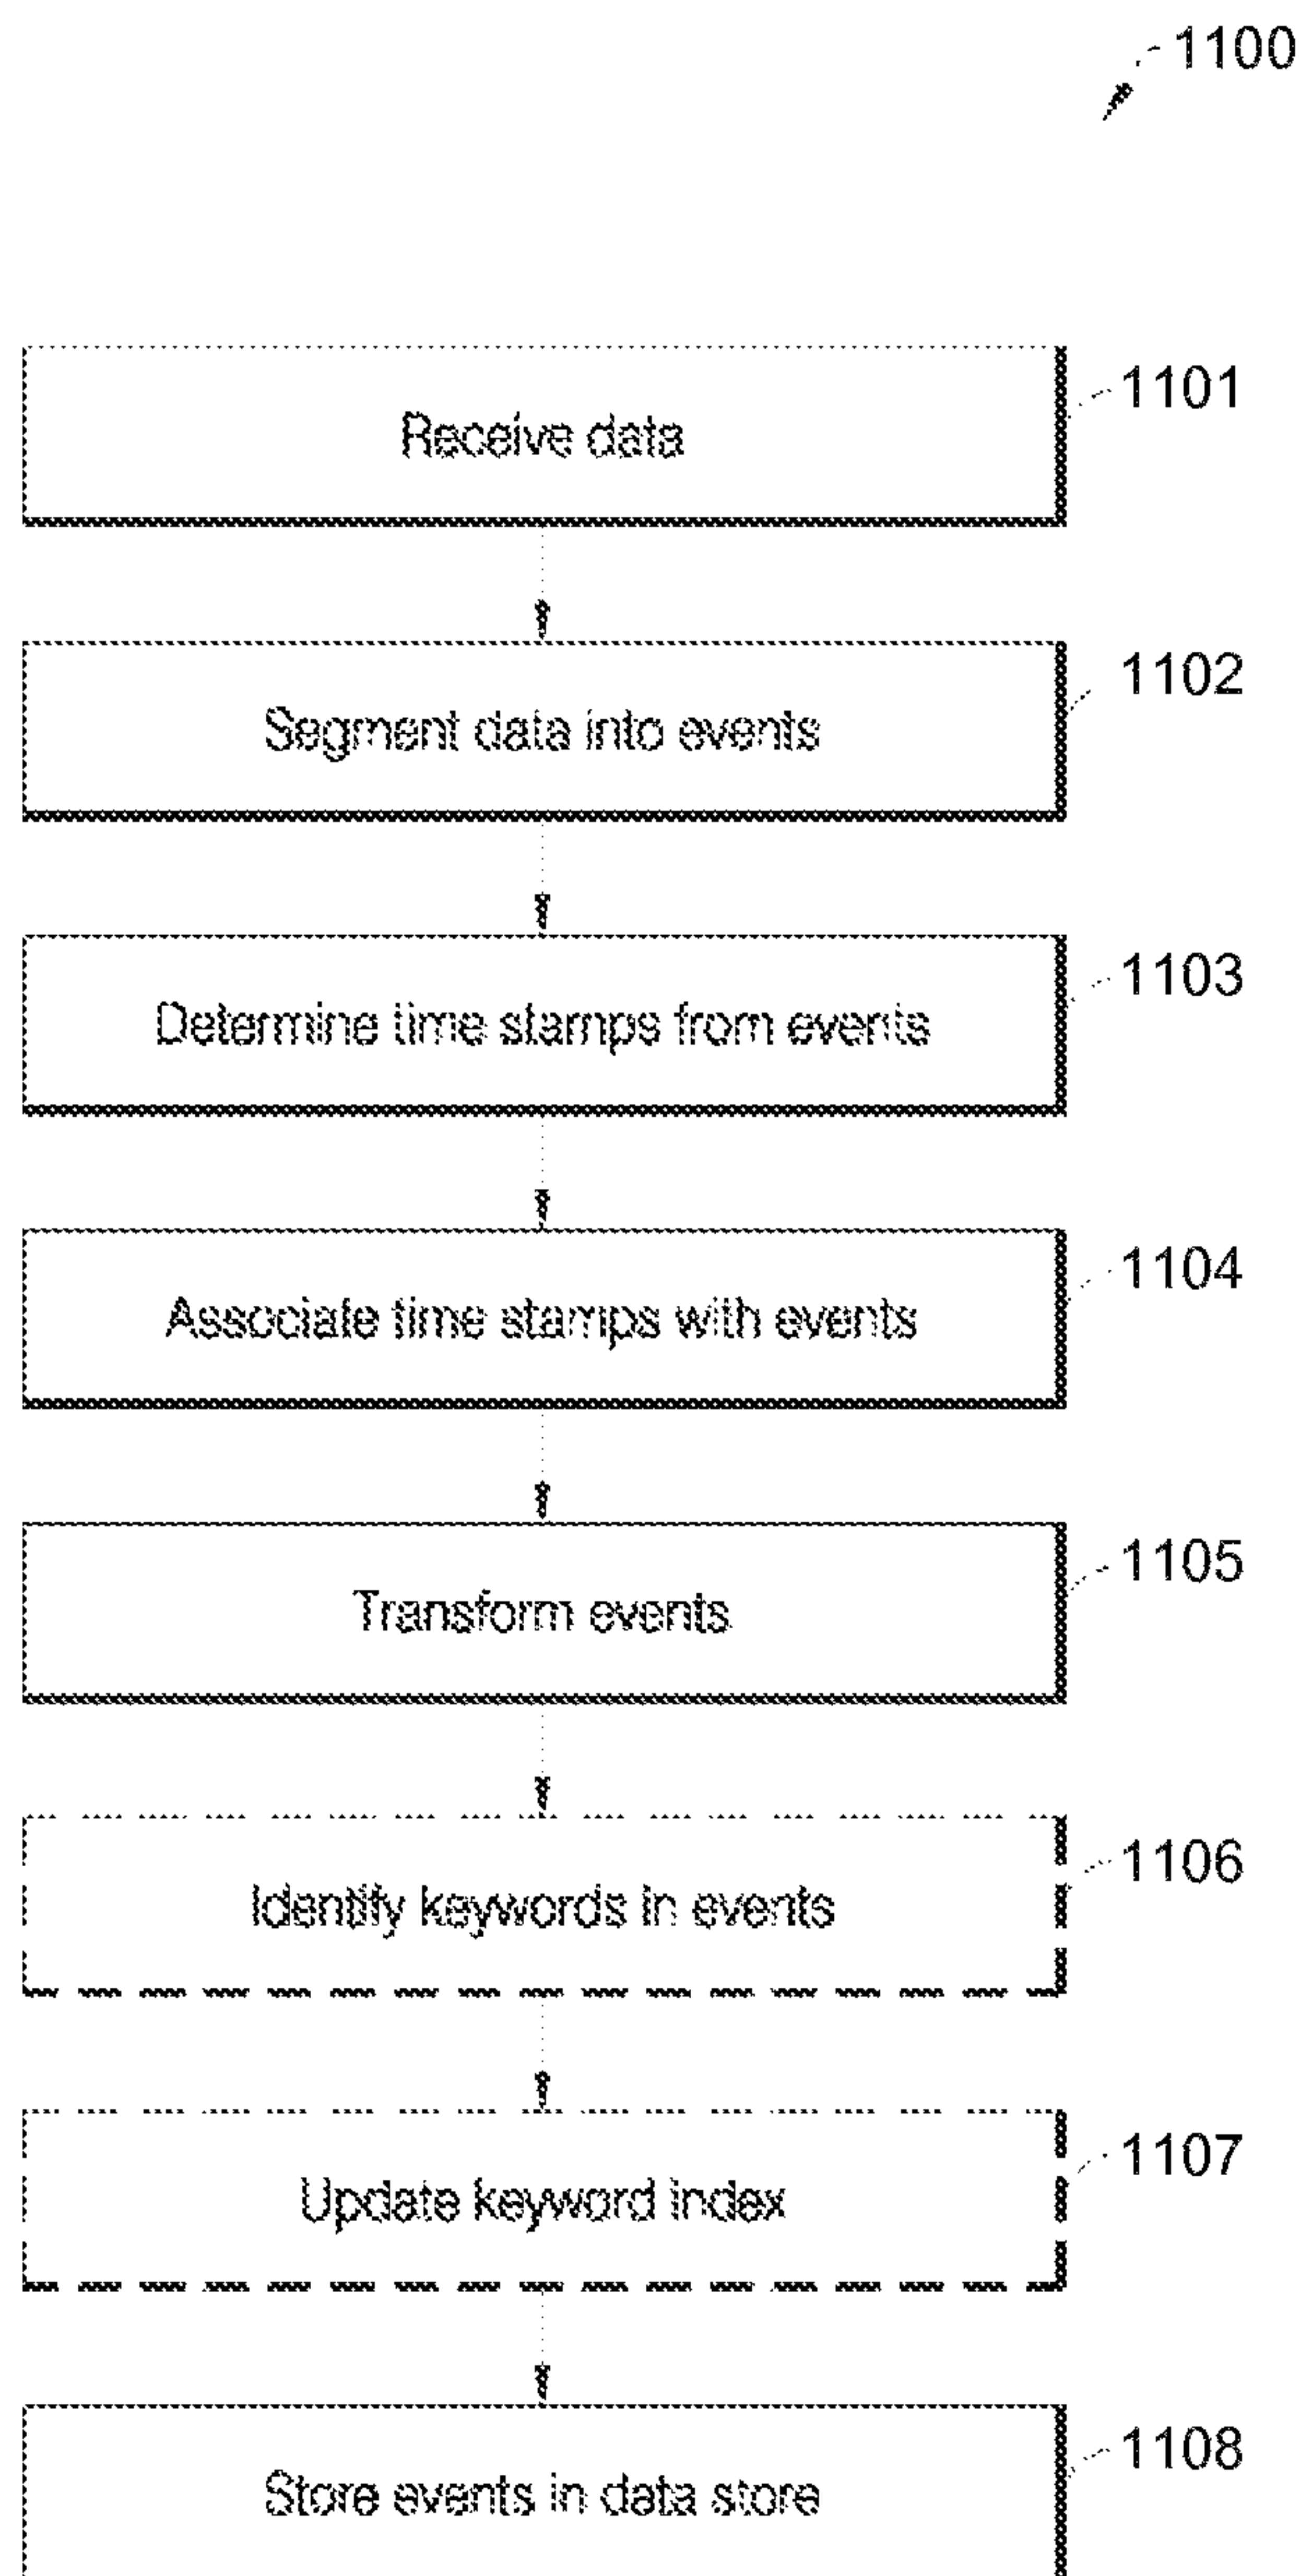 1100
Receive data
1101
Segment data into events
1102
Determine time stamps from events
1103
Associate time stamps with events
1104
Transform events
1105
Identify keywords in events
1106
Update keyword index
1107
Store events in data store
1108